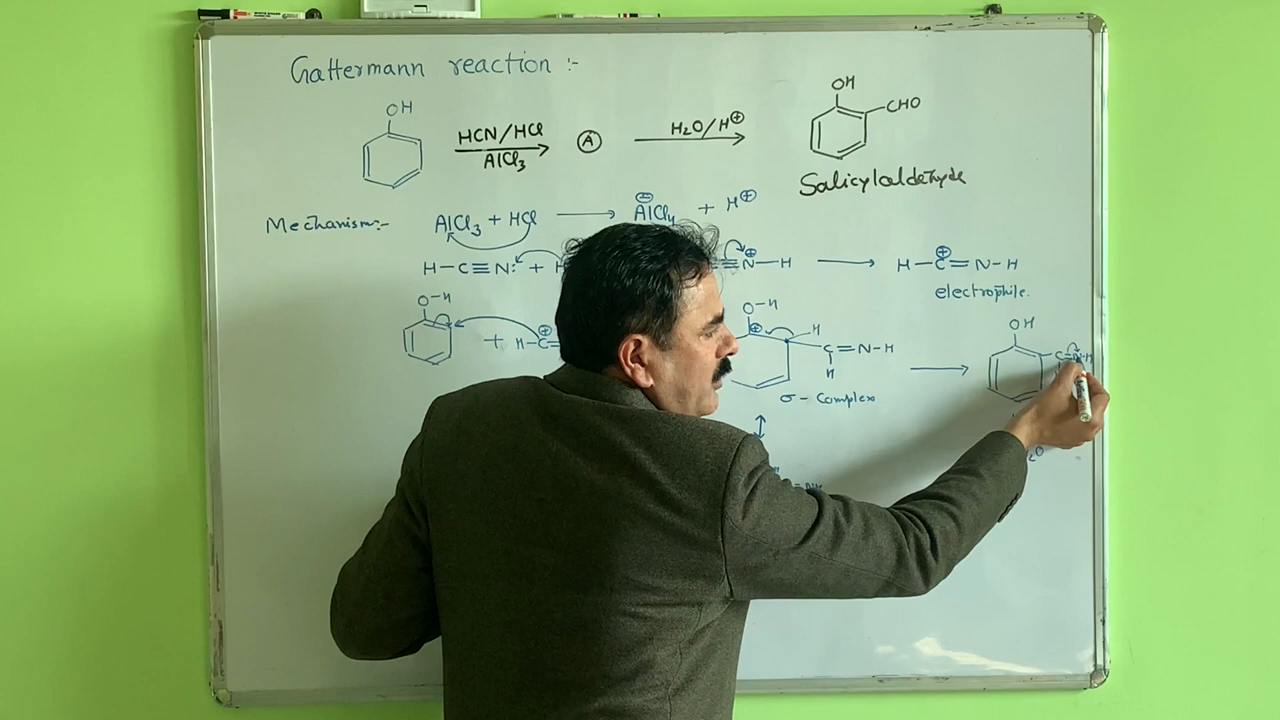 Gattermann reaction :-
OH
HCN/HCl
AlCl₃
A
H₂O/H⊕
OH
CHO
Salicylaldehyde
Mechanism:- AlCl₃ + HCl → AlCl₄⊖ + H⊕
H-C≡N: + H
≡N⊕-H → H-C⊕=N-H
electrophile.
O-H
+ H-C⊕=
O-H
⊕
H
C=N-H
H
σ- Complex
→
OH
C=N-H